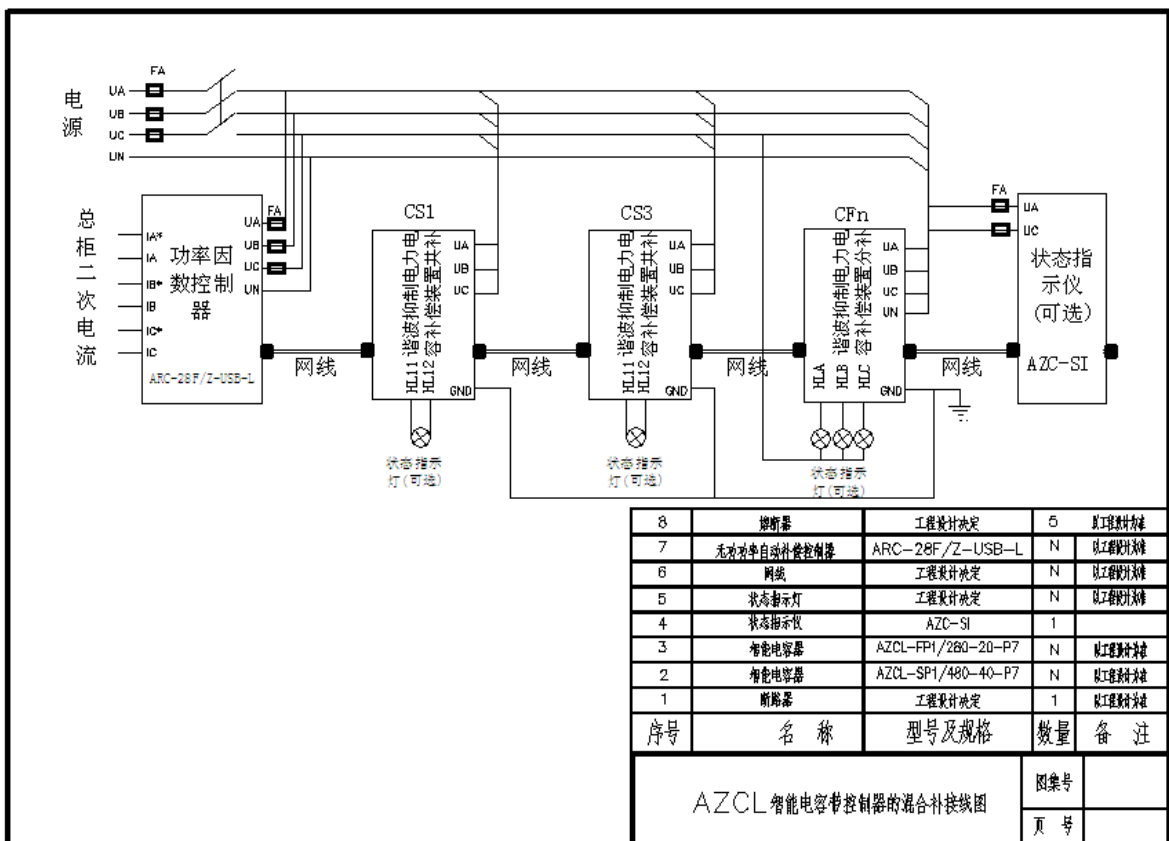 电源
FA
UA
UB
UC
UN
总柜二次电流
IA*
IA
IB*
IB
IC*
IC
功率因
数控制
器
ARC-28F/Z-USB-L
FA
UA
UB
UC
UN
网线
CS1
谐波抑制电力电
容补偿装置共补
HL11
HL12
UA
UB
UC
GND
状态指示
灯(可选)
网线
CS3
谐波抑制电力电
容补偿装置共补
HL11
HL12
UA
UB
UC
GND
状态指示
灯(可选)
网线
CFn
谐波抑制电力电
容补偿装置分补
HLA
HLB
HLC
UA
UB
UC
UN
GND
状态指示
灯(可选)
网线
FA
UA
UC
状态指
示仪
(可选)
AZC-SI
8 熔断器 工程设计决定 5 以工程设计为准
7 无功功率自动补偿控制器 ARC-28F/Z-USB-L N 以工程设计为准
6 网线 工程设计决定 N 以工程设计为准
5 状态指示灯 工程设计决定 N 以工程设计为准
4 状态指示仪 AZC-SI 1
3 智能电容器 AZCL-FP1/280-20-P7 N 以工程设计为准
2 智能电容器 AZCL-SP1/480-40-P7 N 以工程设计为准
1 断路器 工程设计决定 1 以工程设计为准
序号 名 称 型号及规格 数量 备 注
AZCL智能电容带控制器的混合补接线图
图集号
页 号